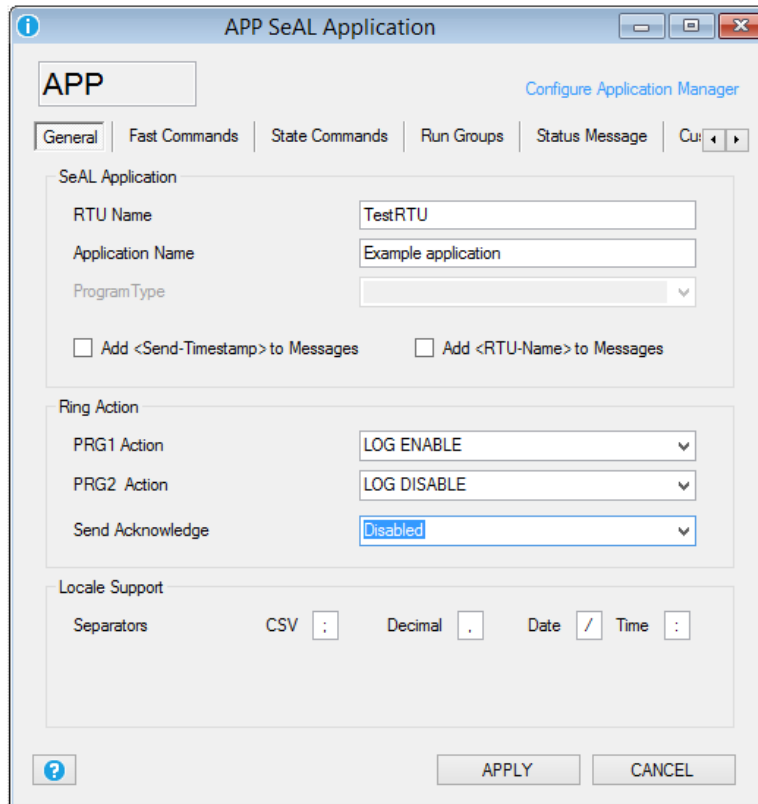 APP SeAL Application
APP
Configure Application Manager
General Fast Commands State Commands Run Groups Status Message Cu
SeAL Application
RTU Name TestRTU
Application Name Example application
ProgramType
Add <Send-Timestamp> to Messages Add <RTU-Name> to Messages
Ring Action
PRG1 Action LOG ENABLE
PRG2 Action LOG DISABLE
Send Acknowledge Disabled
Locale Support
Separators CSV ; Decimal , Date / Time :
? APPLY CANCEL